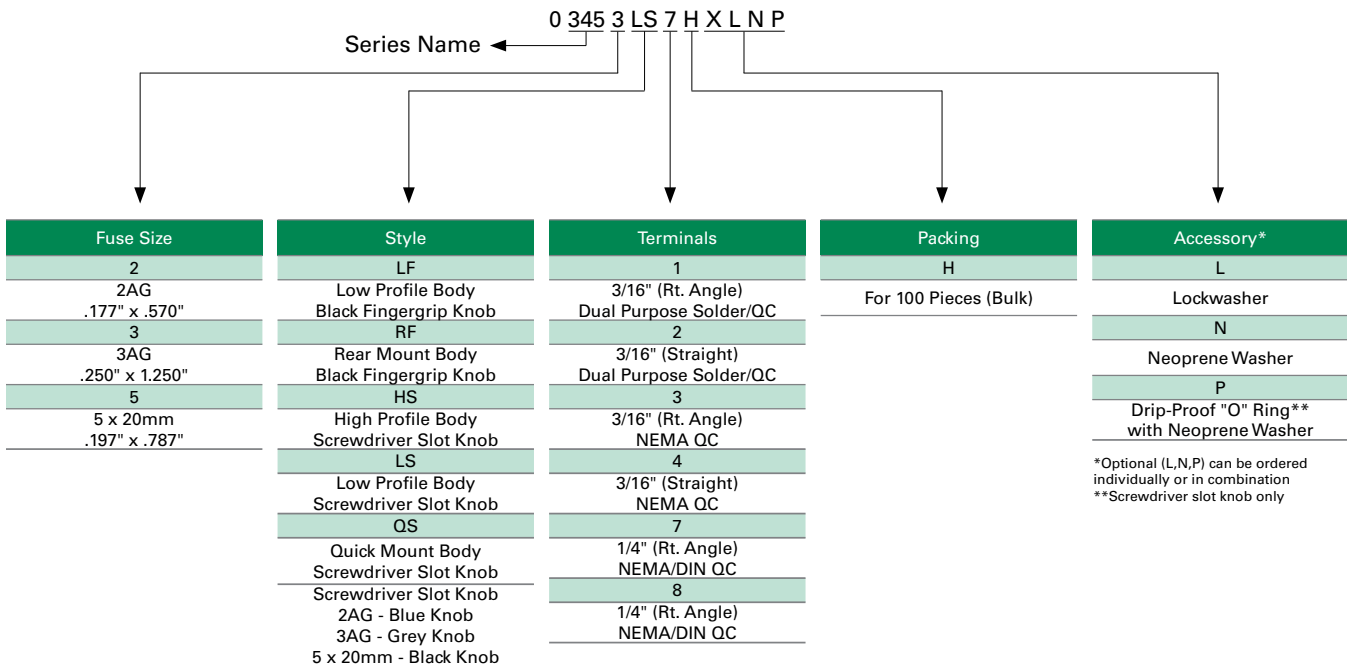 0 345 3 LS 7 H X L N P
Series Name
Fuse Size
2
2AG
.177" x .570"
3
3AG
.250" x 1.250"
5
5 x 20mm
.197" x .787"
Style
LF
Low Profile Body
Black Fingergrip Knob
RF
Rear Mount Body
Black Fingergrip Knob
HS
High Profile Body
Screwdriver Slot Knob
LS
Low Profile Body
Screwdriver Slot Knob
QS
Quick Mount Body
Screwdriver Slot Knob
Screwdriver Slot Knob
2AG - Blue Knob
3AG - Grey Knob
5 x 20mm - Black Knob
Terminals
1
3/16" (Rt. Angle)
Dual Purpose Solder/QC
2
3/16" (Straight)
Dual Purpose Solder/QC
3
3/16" (Rt. Angle)
NEMA QC
4
3/16" (Straight)
NEMA QC
7
1/4" (Rt. Angle)
NEMA/DIN QC
8
1/4" (Rt. Angle)
NEMA/DIN QC
Packing
H
For 100 Pieces (Bulk)
Accessory*
L
Lockwasher
N
Neoprene Washer
P
Drip-Proof "O" Ring**
with Neoprene Washer
*Optional (L,N,P) can be ordered
individually or in combination
**Screwdriver slot knob only